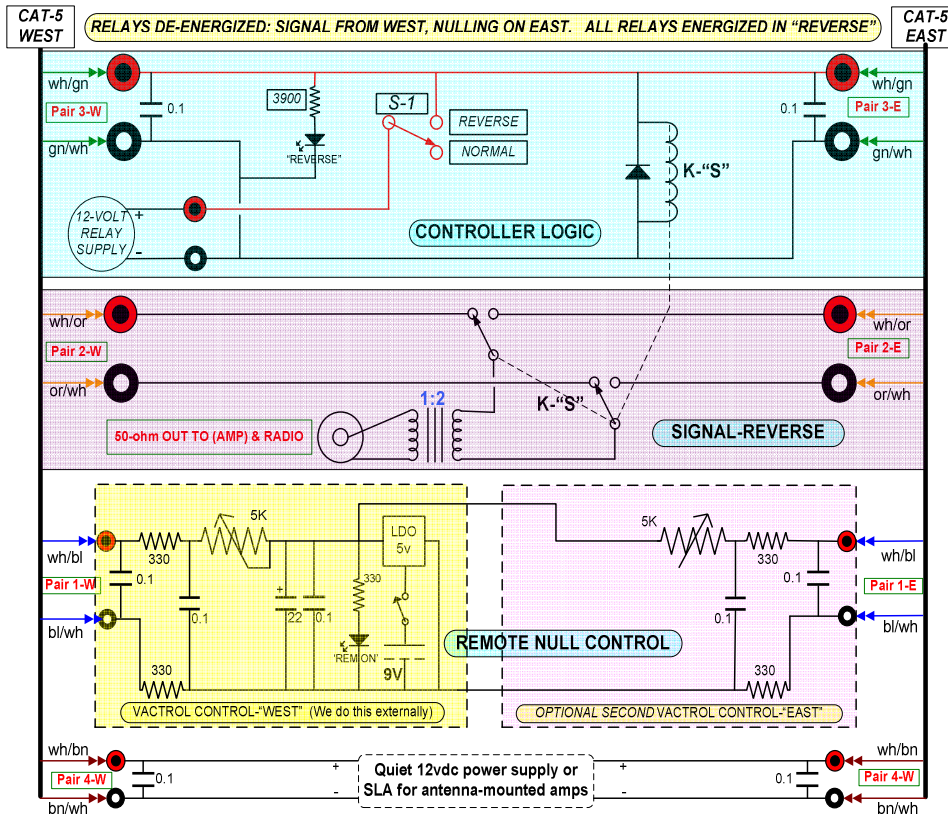 CAT-5
WEST
RELAYS DE-ENERGIZED: SIGNAL FROM WEST, NULLING ON EAST. ALL RELAYS ENERGIZED IN “REVERSE”
CAT-5
EAST
wh/gn
Pair 3-W
gn/wh
0.1
3900
"REVERSE"
S-1
REVERSE
NORMAL
K-“S”
0.1
wh/gn
Pair 3-E
gn/wh
12-VOLT
RELAY
SUPPLY
+
-
CONTROLLER LOGIC
wh/or
Pair 2-W
or/wh
wh/or
Pair 2-E
or/wh
1:2
K-“S”
50-ohm OUT TO (AMP) & RADIO
SIGNAL-REVERSE
wh/bl
Pair 1-W
bl/wh
330
0.1
0.1
330
5K
+
22
0.1
330
'REM ON'
LDO
5v
9V
5K
330
0.1
0.1
330
wh/bl
Pair 1-E
bl/wh
REMOTE NULL CONTROL
VACTROL CONTROL-“WEST” (We do this externally)
OPTIONAL SECOND VACTROL CONTROL-“EAST”
wh/bn
Pair 4-W
bn/wh
0.1
+
-
Quiet 12vdc power supply or
SLA for antenna-mounted amps
+
-
0.1
wh/bn
Pair 4-W
bn/wh